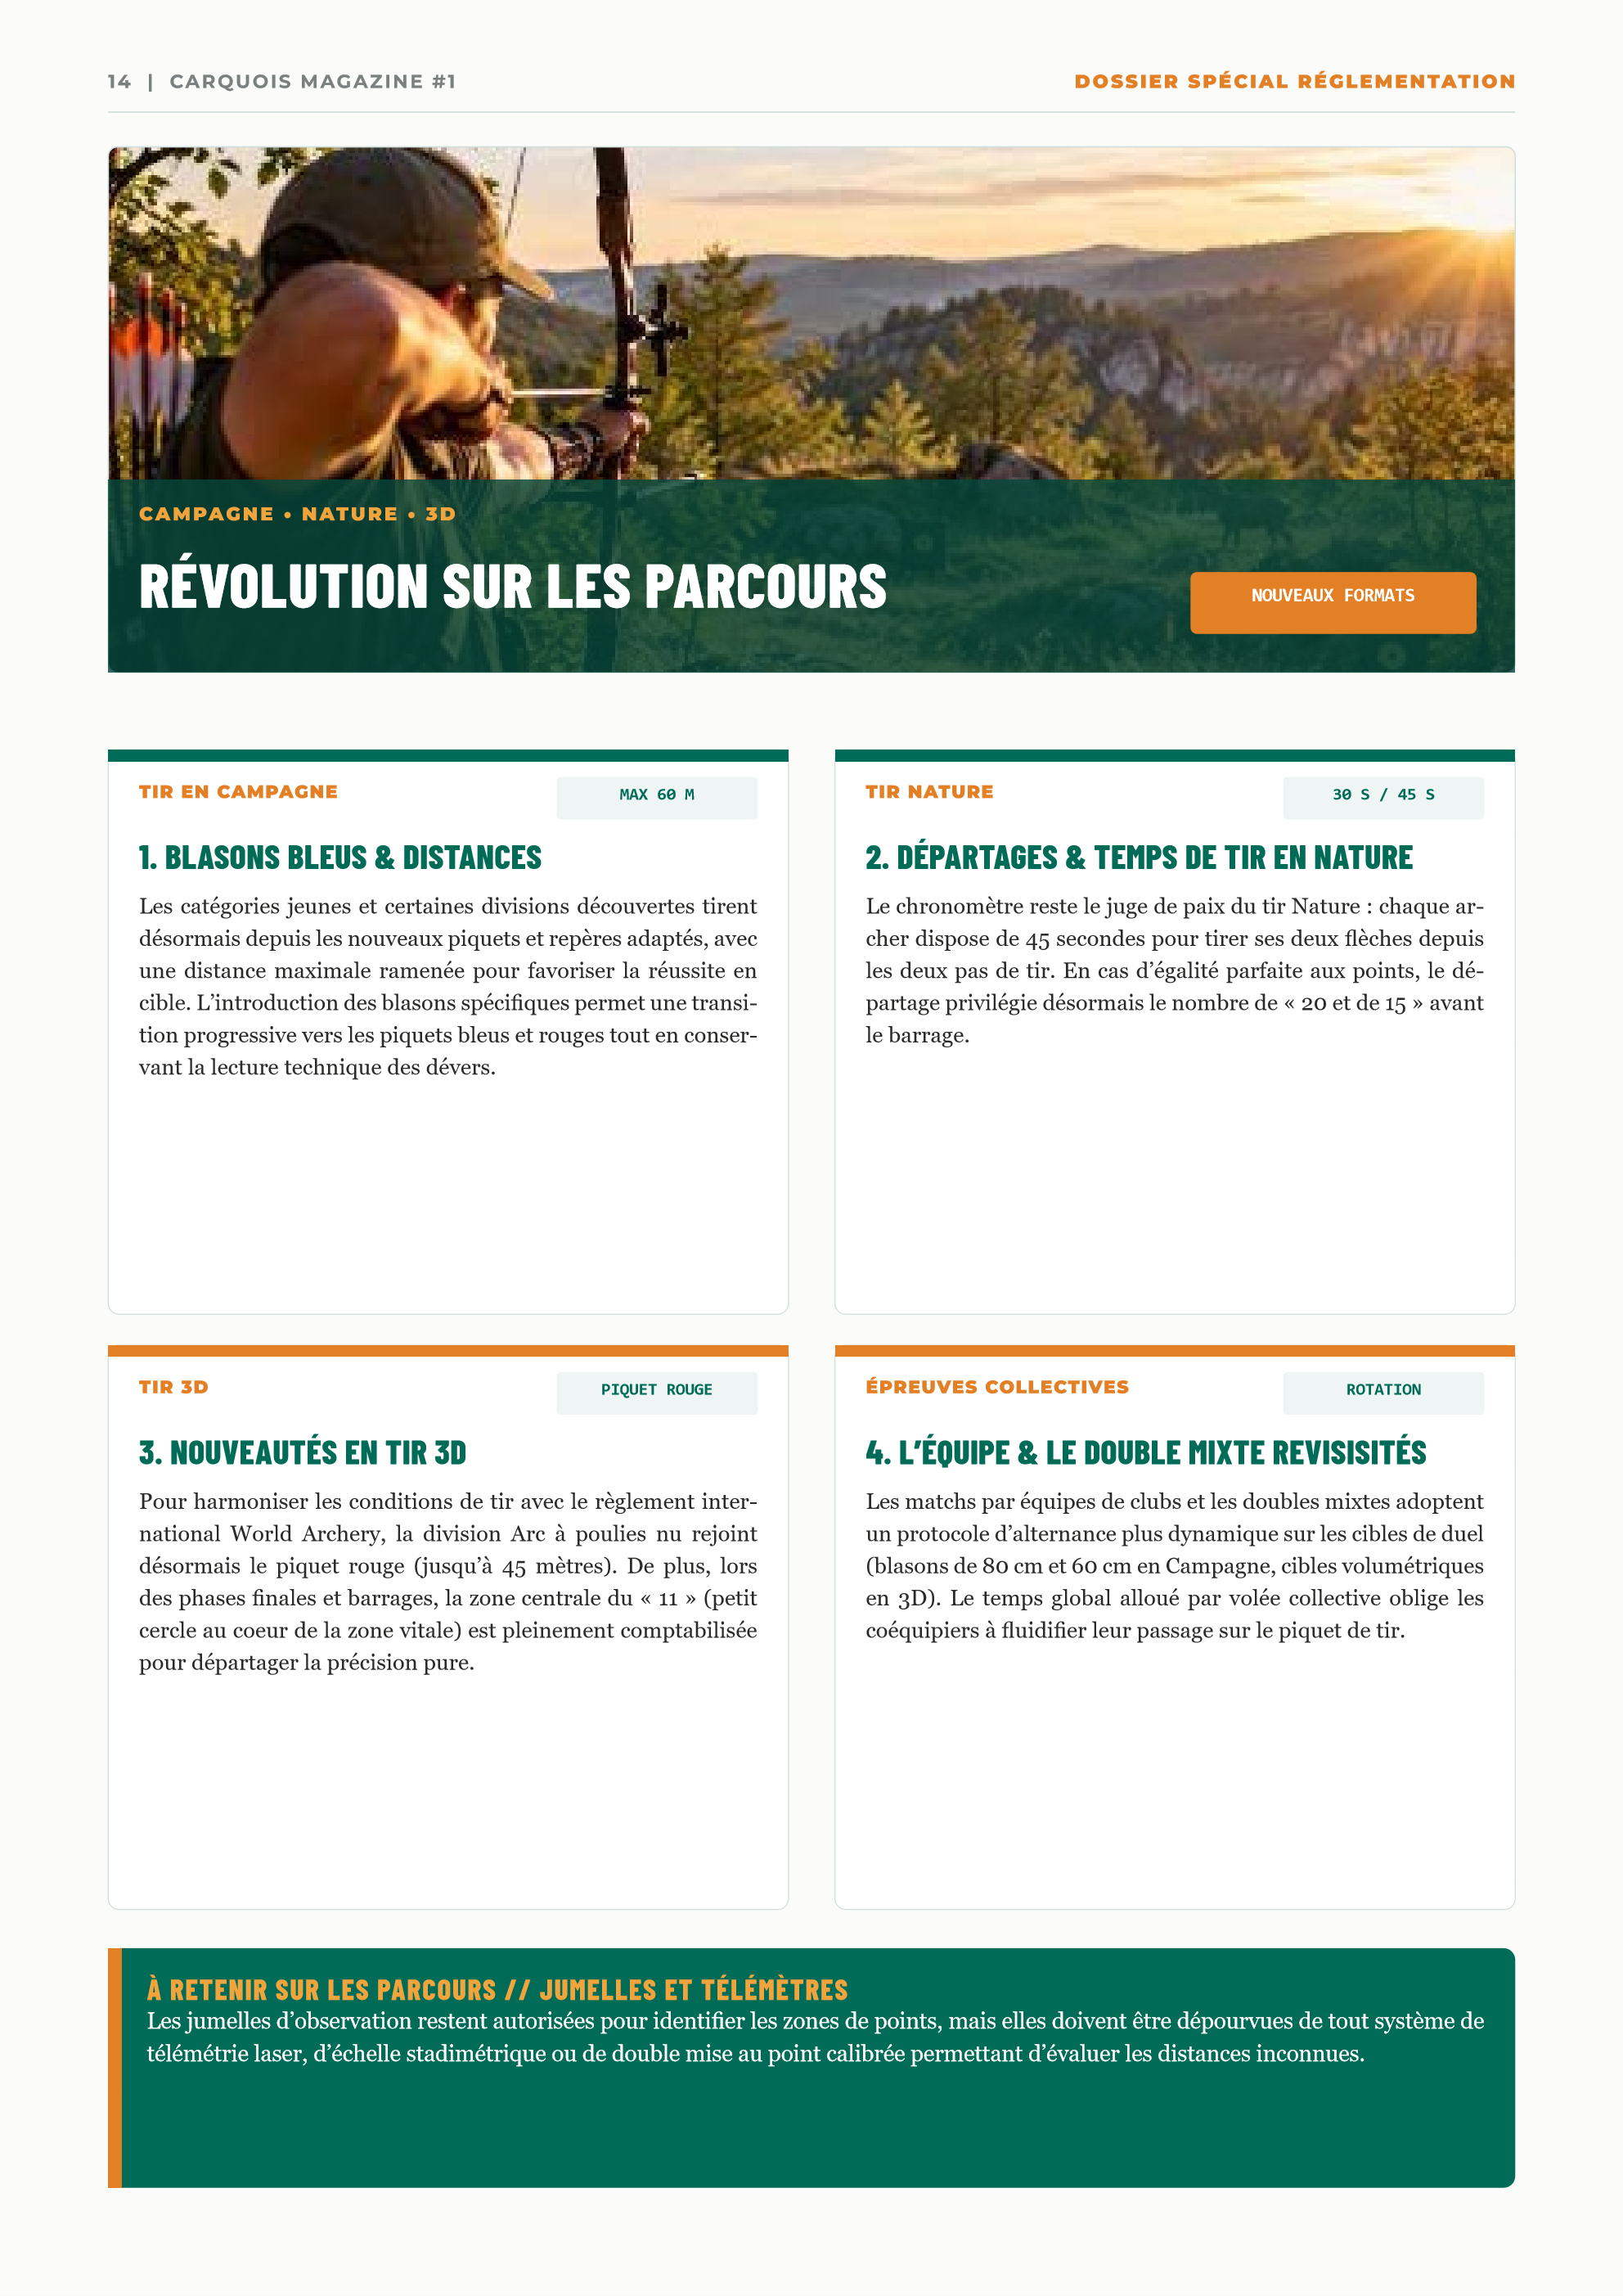 14 | CARQUOIS MAGAZINE #1
DOSSIER SPÉCIAL RÉGLEMENTATION
CAMPAGNE • NATURE • 3D
RÉVOLUTION SUR LES PARCOURS
NOUVEAUX FORMATS
TIR EN CAMPAGNE
MAX 60 M
1. BLASONS BLEUS & DISTANCES
Les catégories jeunes et certaines divisions découvertes tirent
désormais depuis les nouveaux piquets et repères adaptés, avec
une distance maximale ramenée pour favoriser la réussite en
cible. L’introduction des blasons spécifiques permet une transi-
tion progressive vers les piquets bleus et rouges tout en conser-
vant la lecture technique des dévers.
TIR NATURE
30 S / 45 S
2. DÉPARTAGES & TEMPS DE TIR EN NATURE
Le chronomètre reste le juge de paix du tir Nature : chaque ar-
cher dispose de 45 secondes pour tirer ses deux flèches depuis
les deux pas de tir. En cas d’égalité parfaite aux points, le dé-
partage privilégie désormais le nombre de « 20 et de 15 » avant
le barrage.
TIR 3D
PIQUET ROUGE
3. NOUVEAUTÉS EN TIR 3D
Pour harmoniser les conditions de tir avec le règlement inter-
national World Archery, la division Arc à poulies nu rejoint
désormais le piquet rouge (jusqu’à 45 mètres). De plus, lors
des phases finales et barrages, la zone centrale du « 11 » (petit
cercle au coeur de la zone vitale) est pleinement comptabilisée
pour départager la précision pure.
ÉPREUVES COLLECTIVES
ROTATION
4. L’ÉQUIPE & LE DOUBLE MIXTE REVISISITÉS
Les matchs par équipes de clubs et les doubles mixtes adoptent
un protocole d’alternance plus dynamique sur les cibles de duel
(blasons de 80 cm et 60 cm en Campagne, cibles volumétriques
en 3D). Le temps global alloué par volée collective oblige les
coéquipiers à fluidifier leur passage sur le piquet de tir.
À RETENIR SUR LES PARCOURS // JUMELLES ET TÉLÉMÈTRES
Les jumelles d’observation restent autorisées pour identifier les zones de points, mais elles doivent être dépourvues de tout système de
télémétrie laser, d’échelle stadimétrique ou de double mise au point calibrée permettant d’évaluer les distances inconnues.